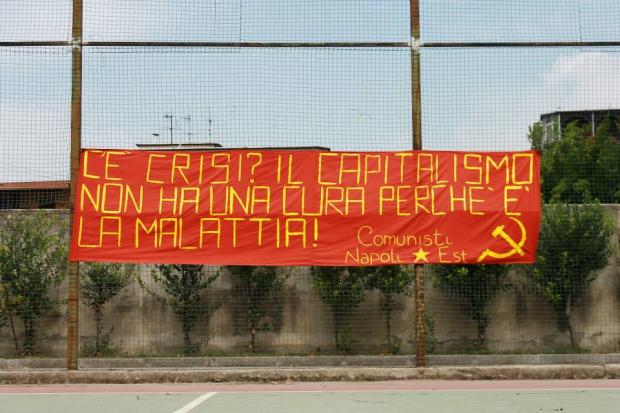 C'È CRISI? IL CAPITALISMO
NON HA UNA CURA PERCHE' È
LA MALATTIA!
Comunisti
Napoli Est